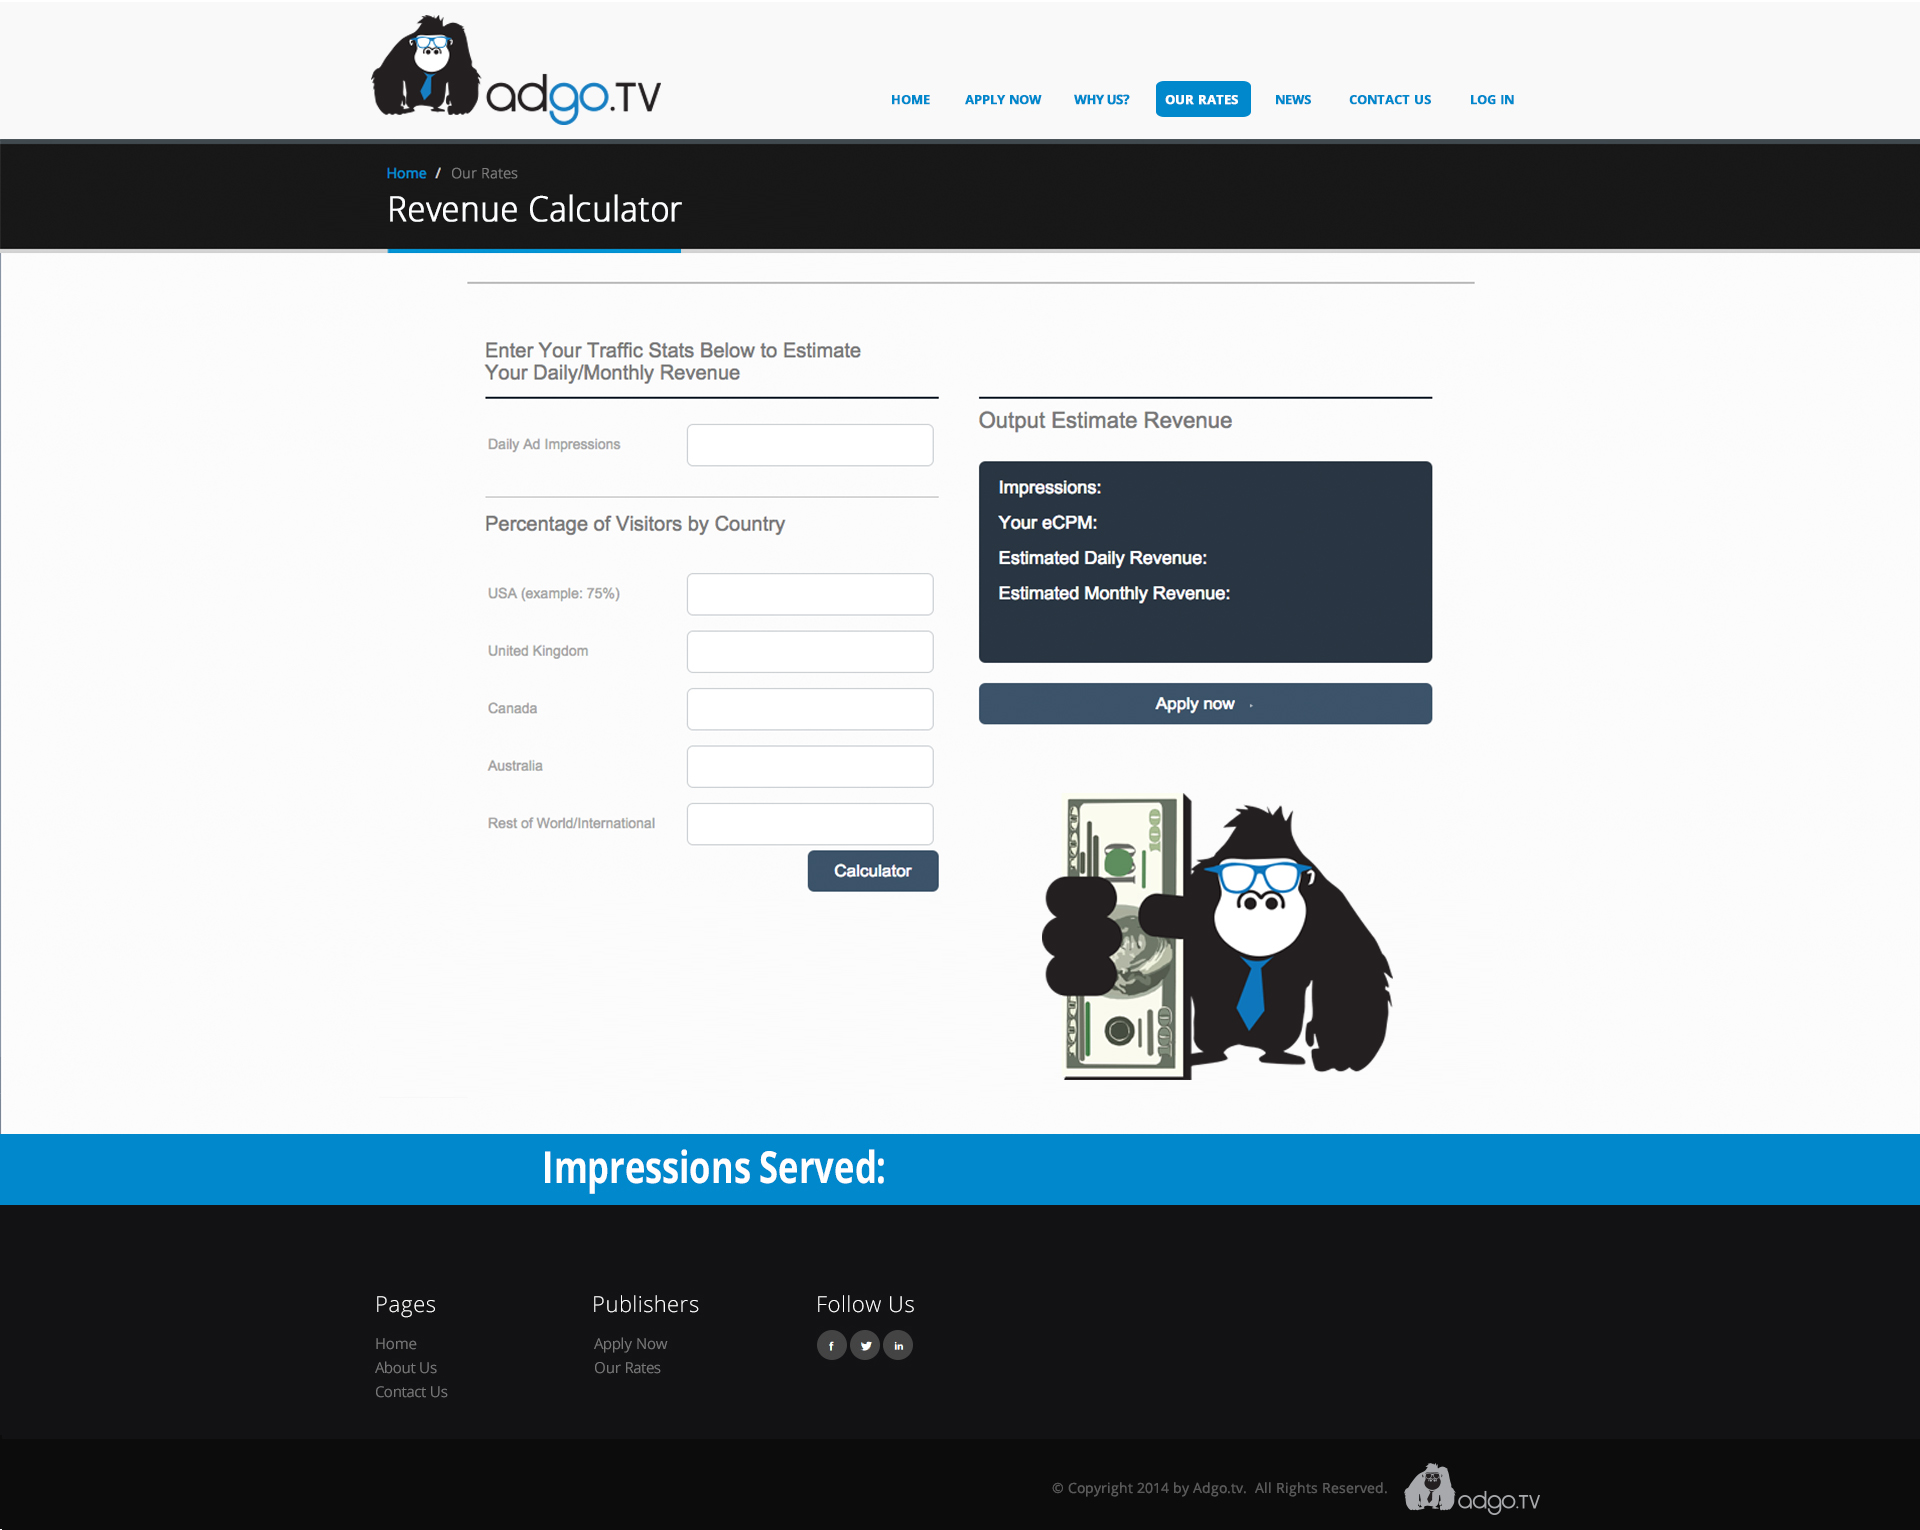 adgo.TV
HOME APPLY NOW WHY US? OUR RATES NEWS CONTACT US LOG IN
Home / Our Rates
Revenue Calculator
Enter Your Traffic Stats Below to Estimate
Your Daily/Monthly Revenue
Daily Ad Impressions
Percentage of Visitors by Country
USA (example: 75%)
United Kingdom
Canada
Australia
Rest of World/International
Calculator
Output Estimate Revenue
Impressions:
Your eCPM:
Estimated Daily Revenue:
Estimated Monthly Revenue:
Apply now
100
100
Impressions Served:
Pages
Home
About Us
Contact Us
Publishers
Apply Now
Our Rates
Follow Us
f
in
© Copyright 2014 by Adgo.tv. All Rights Reserved.
adgo.TV